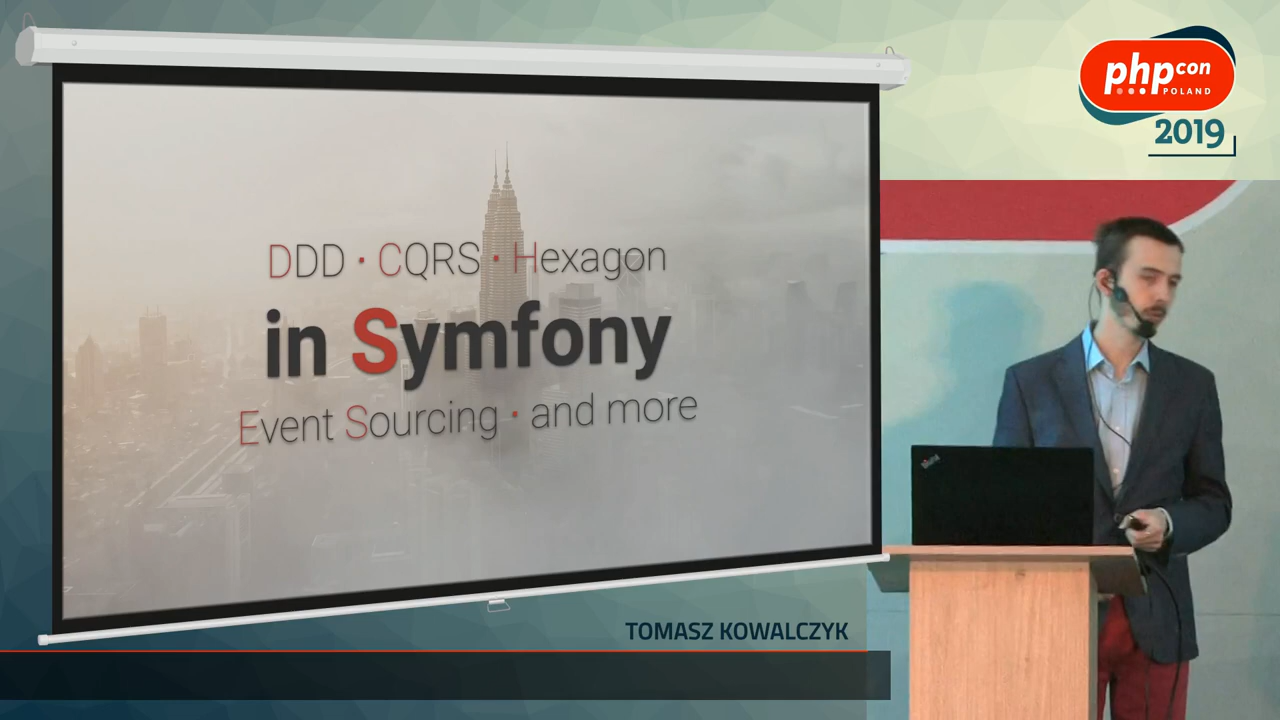 phpcon
POLAND
2019
DDD • CQRS • Hexagon
in Symfony
Event Sourcing • and more
TOMASZ KOWALCZYK